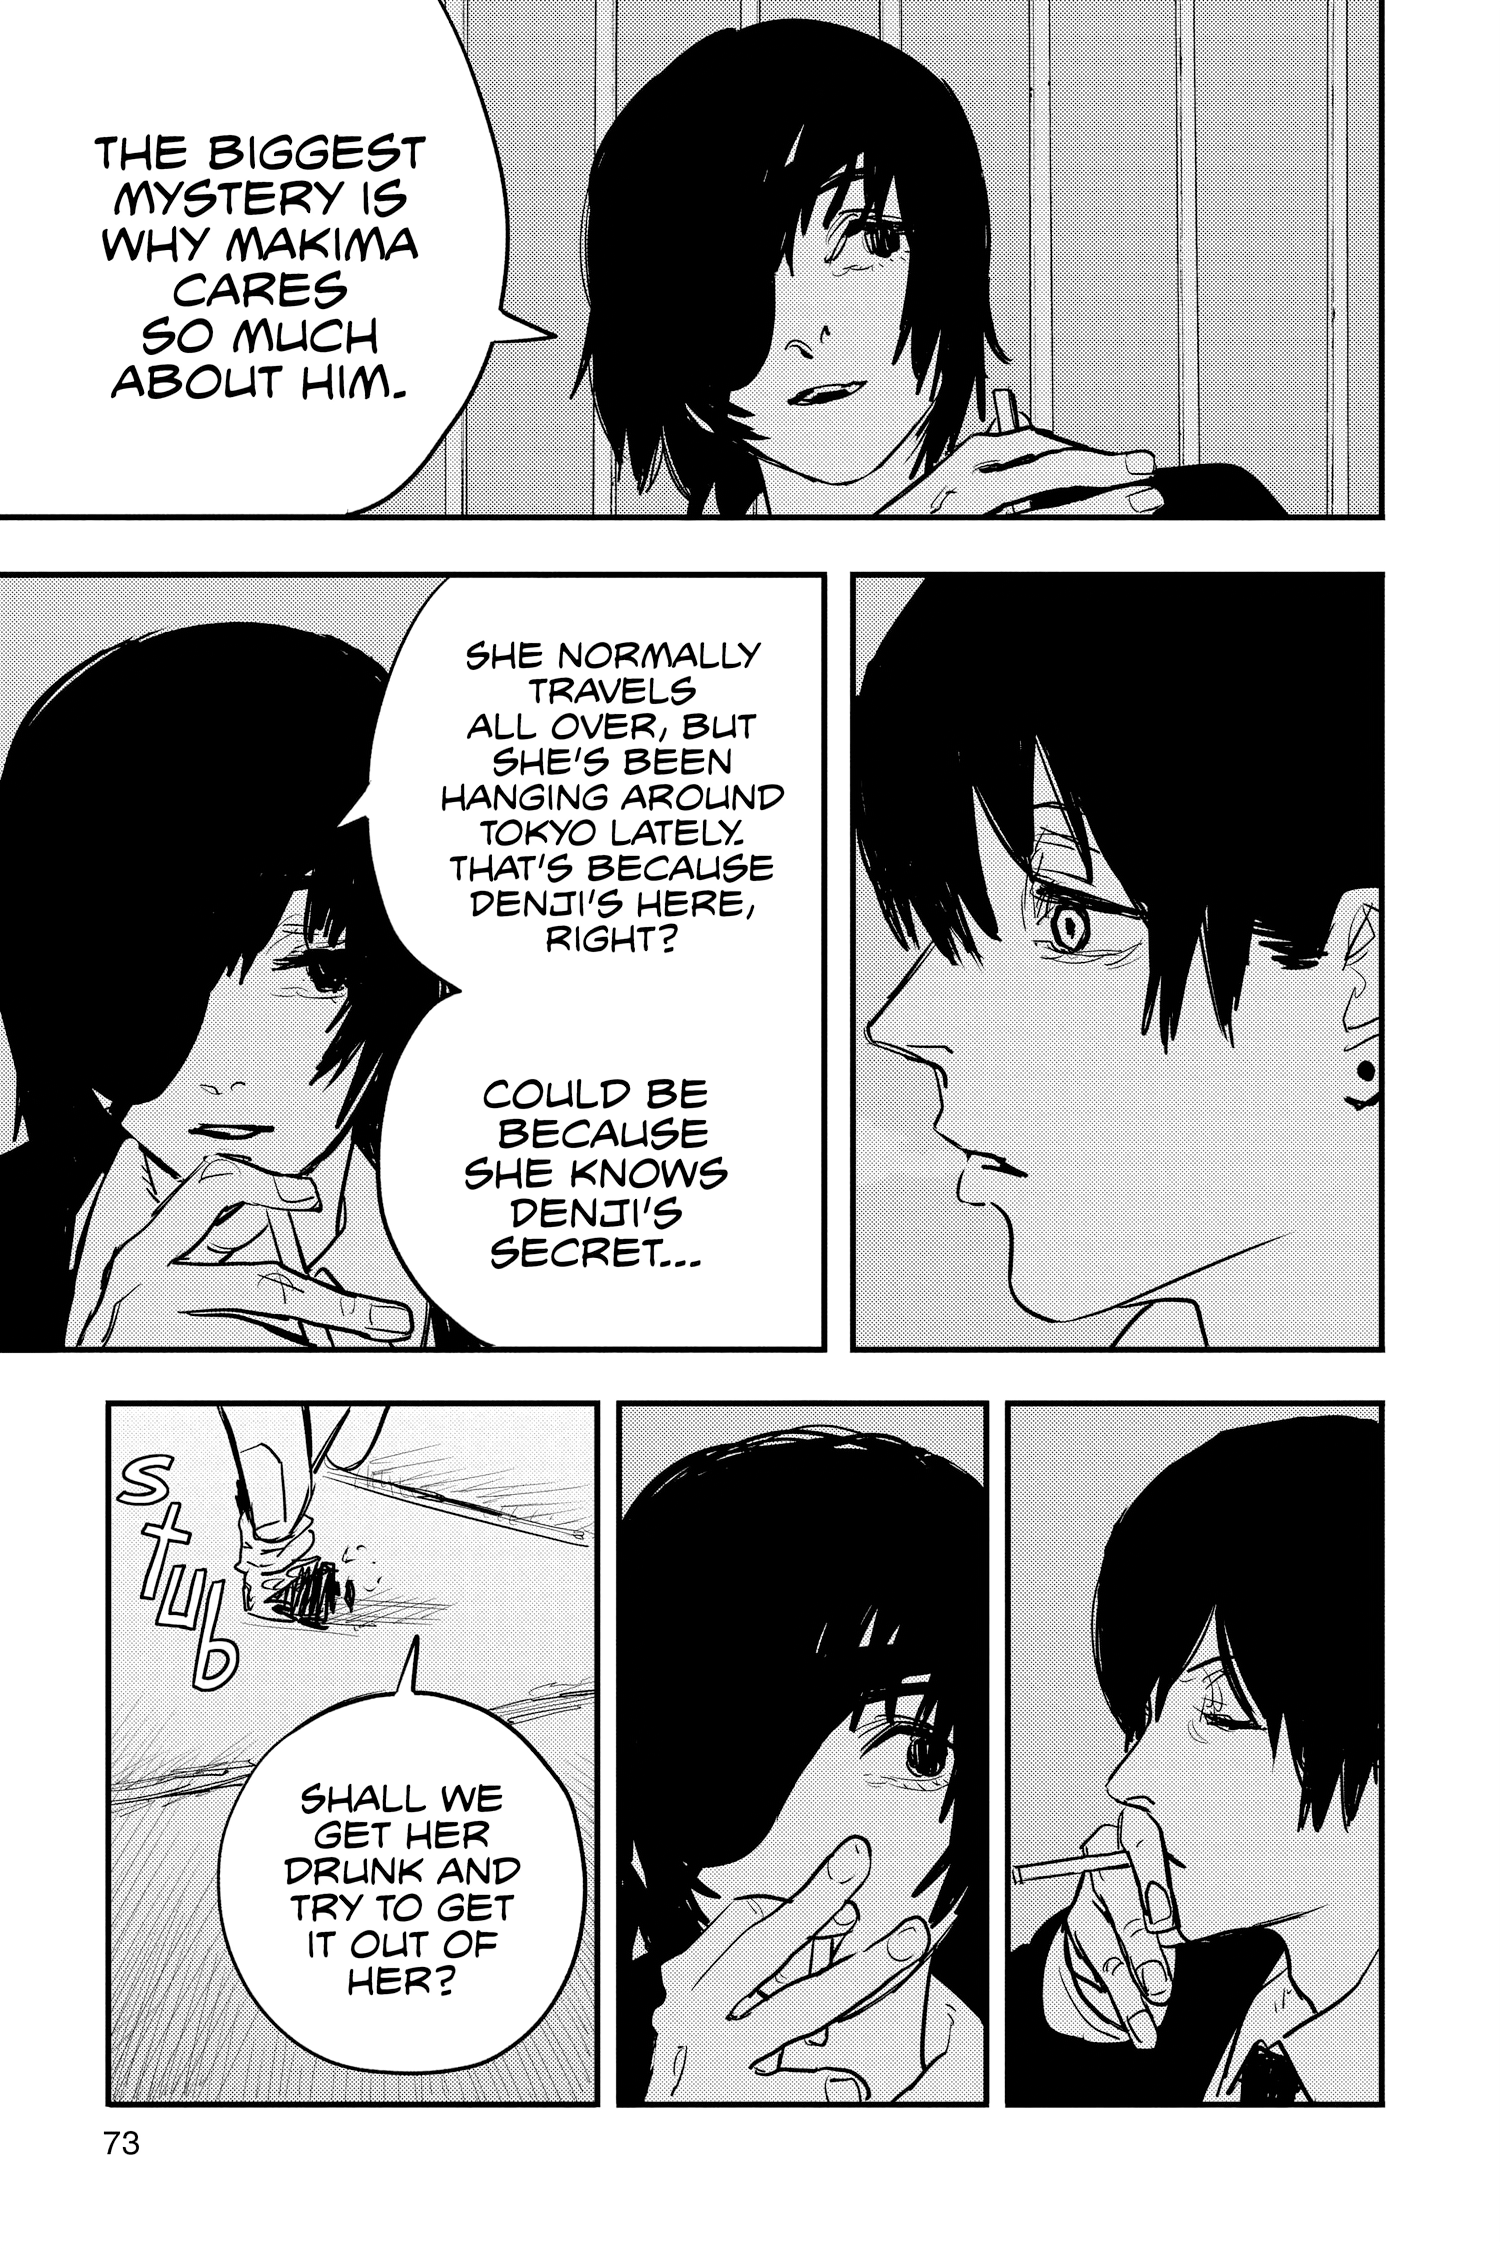 THE BIGGEST
MYSTERY IS
WHY MAKIMA
CARES
SO MUCH
ABOUT HIM.
SHE NORMALLY
TRAVELS
ALL OVER, BUT
SHE'S BEEN
HANGING AROUND
TOKYO LATELY.
THAT'S BECAUSE
DENJI'S HERE,
RIGHT?
COULD BE
BECAUSE
SHE KNOWS
DENJI'S
SECRET...
STUB
SHALL WE
GET HER
DRUNK AND
TRY TO GET
IT OUT OF
HER?
73